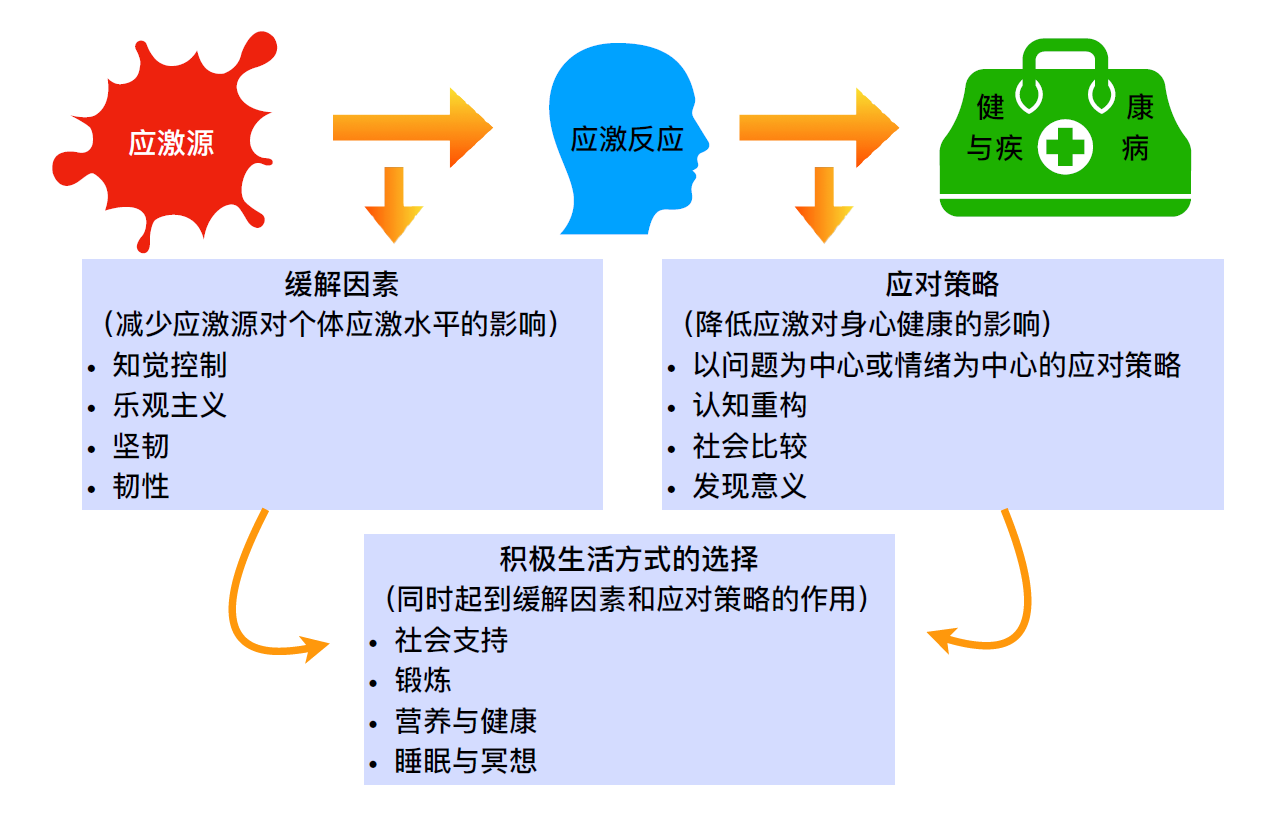 应激源
应激反应
健 康
与疾 病
缓解因素
（减少应激源对个体应激水平的影响）
• 知觉控制
• 乐观主义
• 坚韧
• 韧性
应对策略
（降低应激对身心健康的影响）
• 以问题为中心或情绪为中心的应对策略
• 认知重构
• 社会比较
• 发现意义
积极生活方式的选择
（同时起到缓解因素和应对策略的作用）
• 社会支持
• 锻炼
• 营养与健康
• 睡眠与冥想